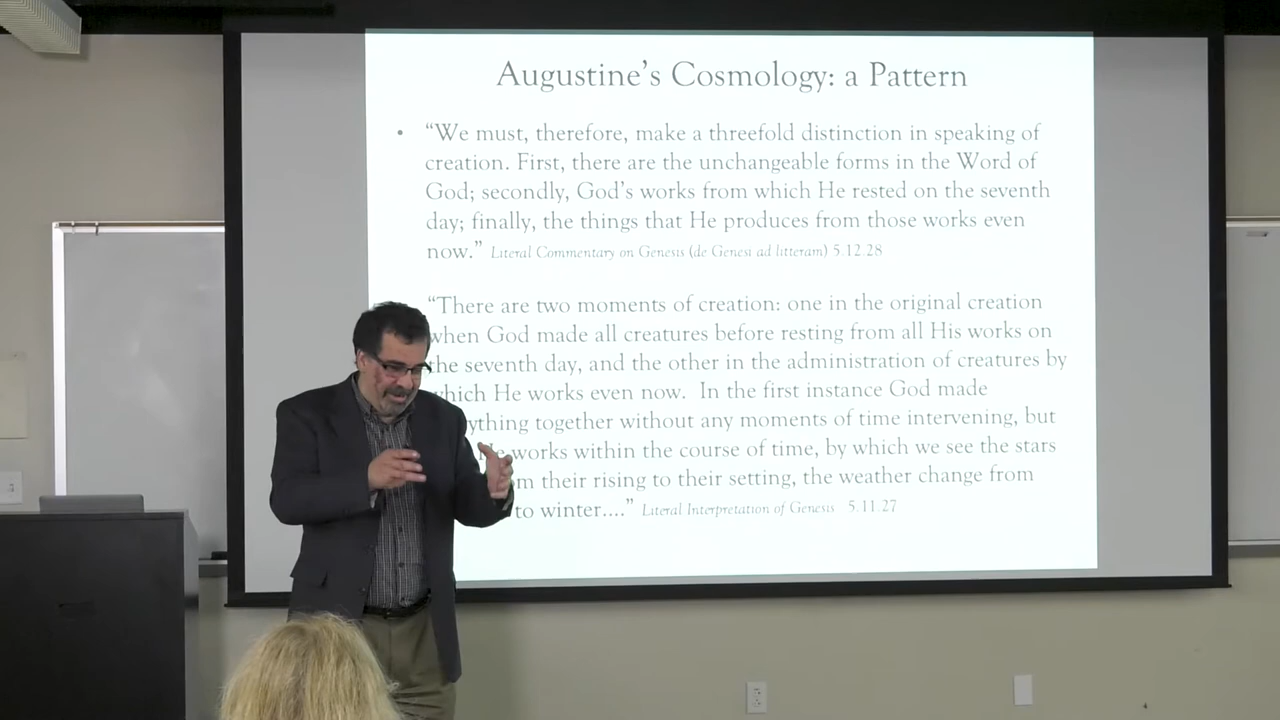 Augustine's Cosmology: a Pattern
• "We must, therefore, make a threefold distinction in speaking of
creation. First, there are the unchangeable forms in the Word of
God; secondly, God's works from which He rested on the seventh
day; finally, the things that He produces from those works even
now." Literal Commentary on Genesis (de Genesi ad litteram) 5.12.28
"There are two moments of creation: one in the original creation
when God made all creatures before resting from all His works on
the seventh day, and the other in the administration of creatures by
which He works even now. In the first instance God made
together without any moments of time intervening, but
He works within the course of time, by which we see the stars
their rising to their setting, the weather change from
to winter...." Literal Interpretation of Genesis 5.11.27